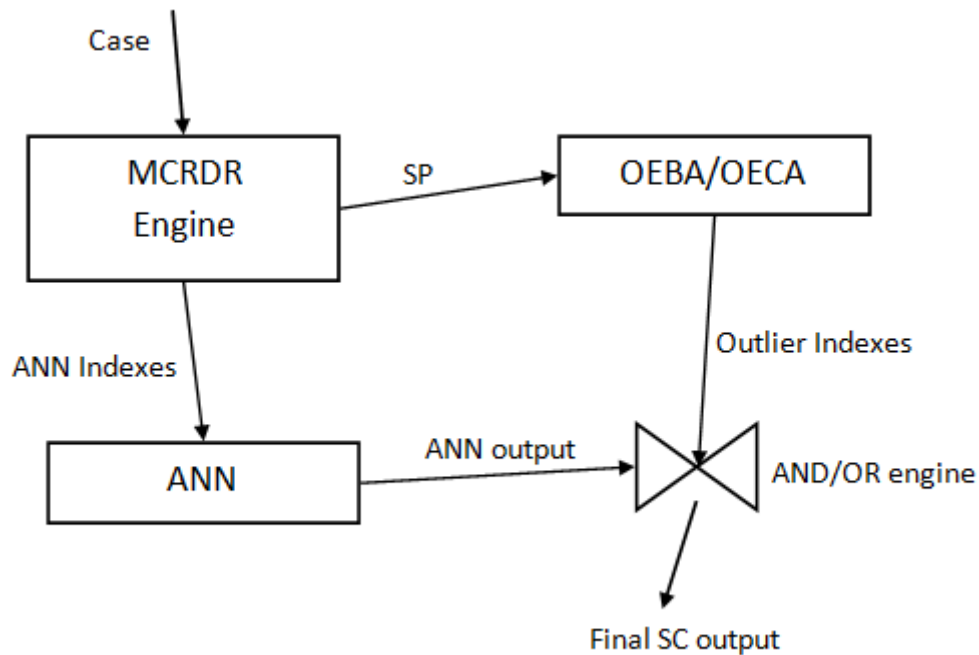 Case
MCRDR
Engine
SP
OEBA/OECA
ANN Indexes
Outlier Indexes
ANN
ANN output
AND/OR engine
Final SC output